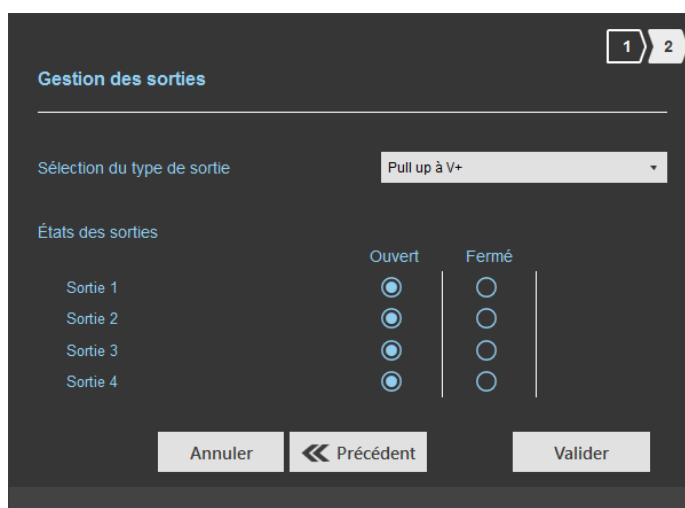 1 2
Gestion des sorties
Sélection du type de sortie Pull up à V+
États des sorties
Ouvert Fermé
Sortie 1
Sortie 2
Sortie 3
Sortie 4
Annuler Précédent Valider